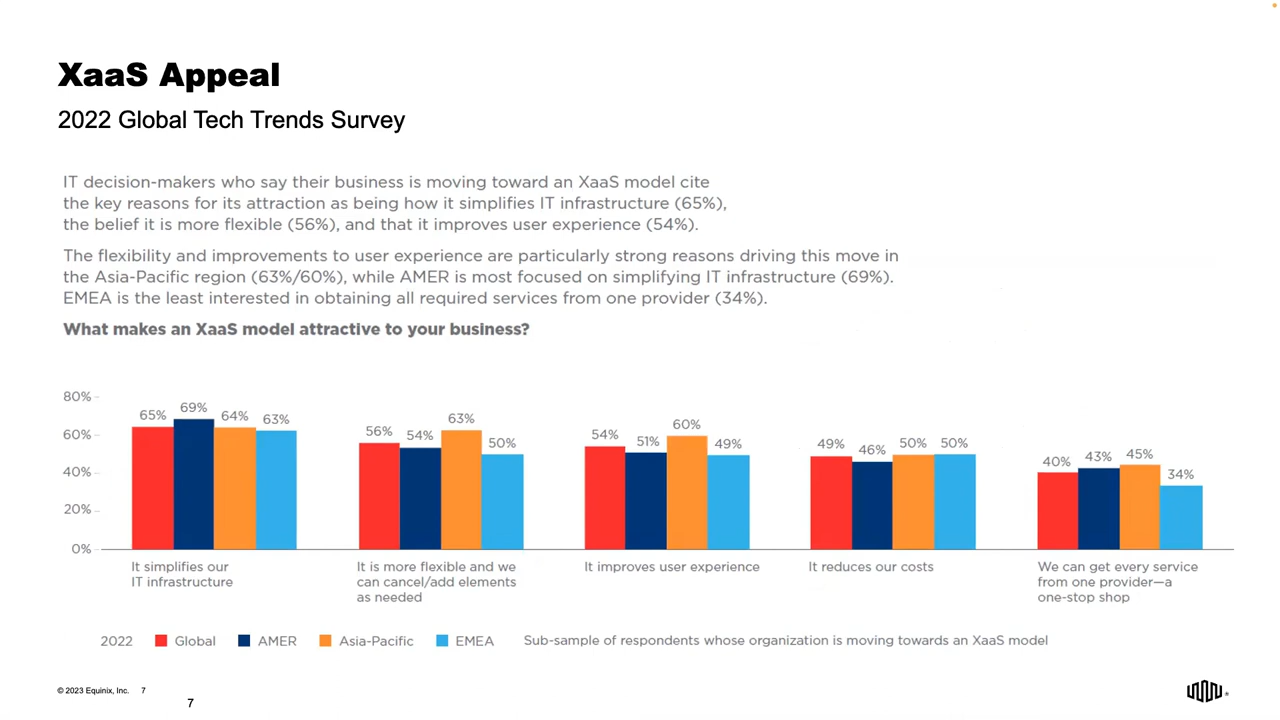 XaaS Appeal
2022 Global Tech Trends Survey
IT decision-makers who say their business is moving toward an XaaS model cite
the key reasons for its attraction as being how it simplifies IT infrastructure (65%),
the belief it is more flexible (56%), and that it improves user experience (54%).
The flexibility and improvements to user experience are particularly strong reasons driving this move in
the Asia-Pacific region (63%/60%), while AMER is most focused on simplifying IT infrastructure (69%).
EMEA is the least interested in obtaining all required services from one provider (34%).
What makes an XaaS model attractive to your business?
80%
60%
40%
20%
0%
65% 69% 64% 63%
56% 54% 63% 50%
54% 51% 60% 49%
49% 46% 50% 50%
40% 43% 45% 34%
It simplifies our
IT infrastructure
It is more flexible and we
can cancel/add elements
as needed
It improves user experience
It reduces our costs
We can get every service
from one provider—a
one-stop shop
2022 Global AMER Asia-Pacific EMEA Sub-sample of respondents whose organization is moving towards an XaaS model
© 2023 Equinix, Inc. 7
7